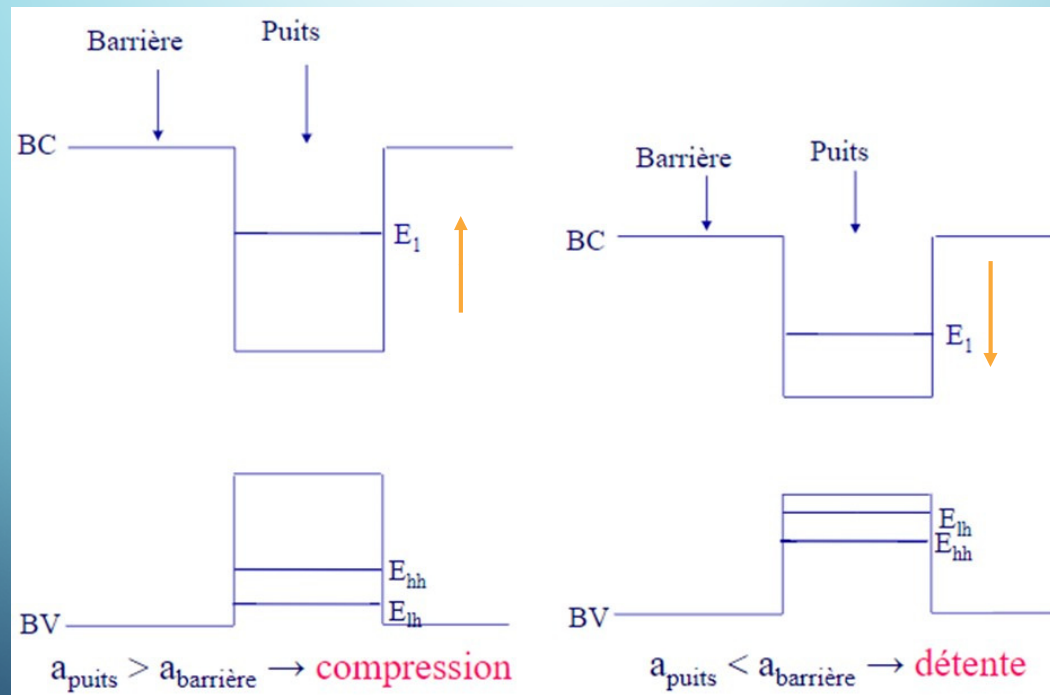 Barrière
Puits
BC
E1
Ehh
Elh
BV
apuits > abarrière → compression
Barrière
Puits
BC
E1
Elh
Ehh
BV
apuits < abarrière → détente